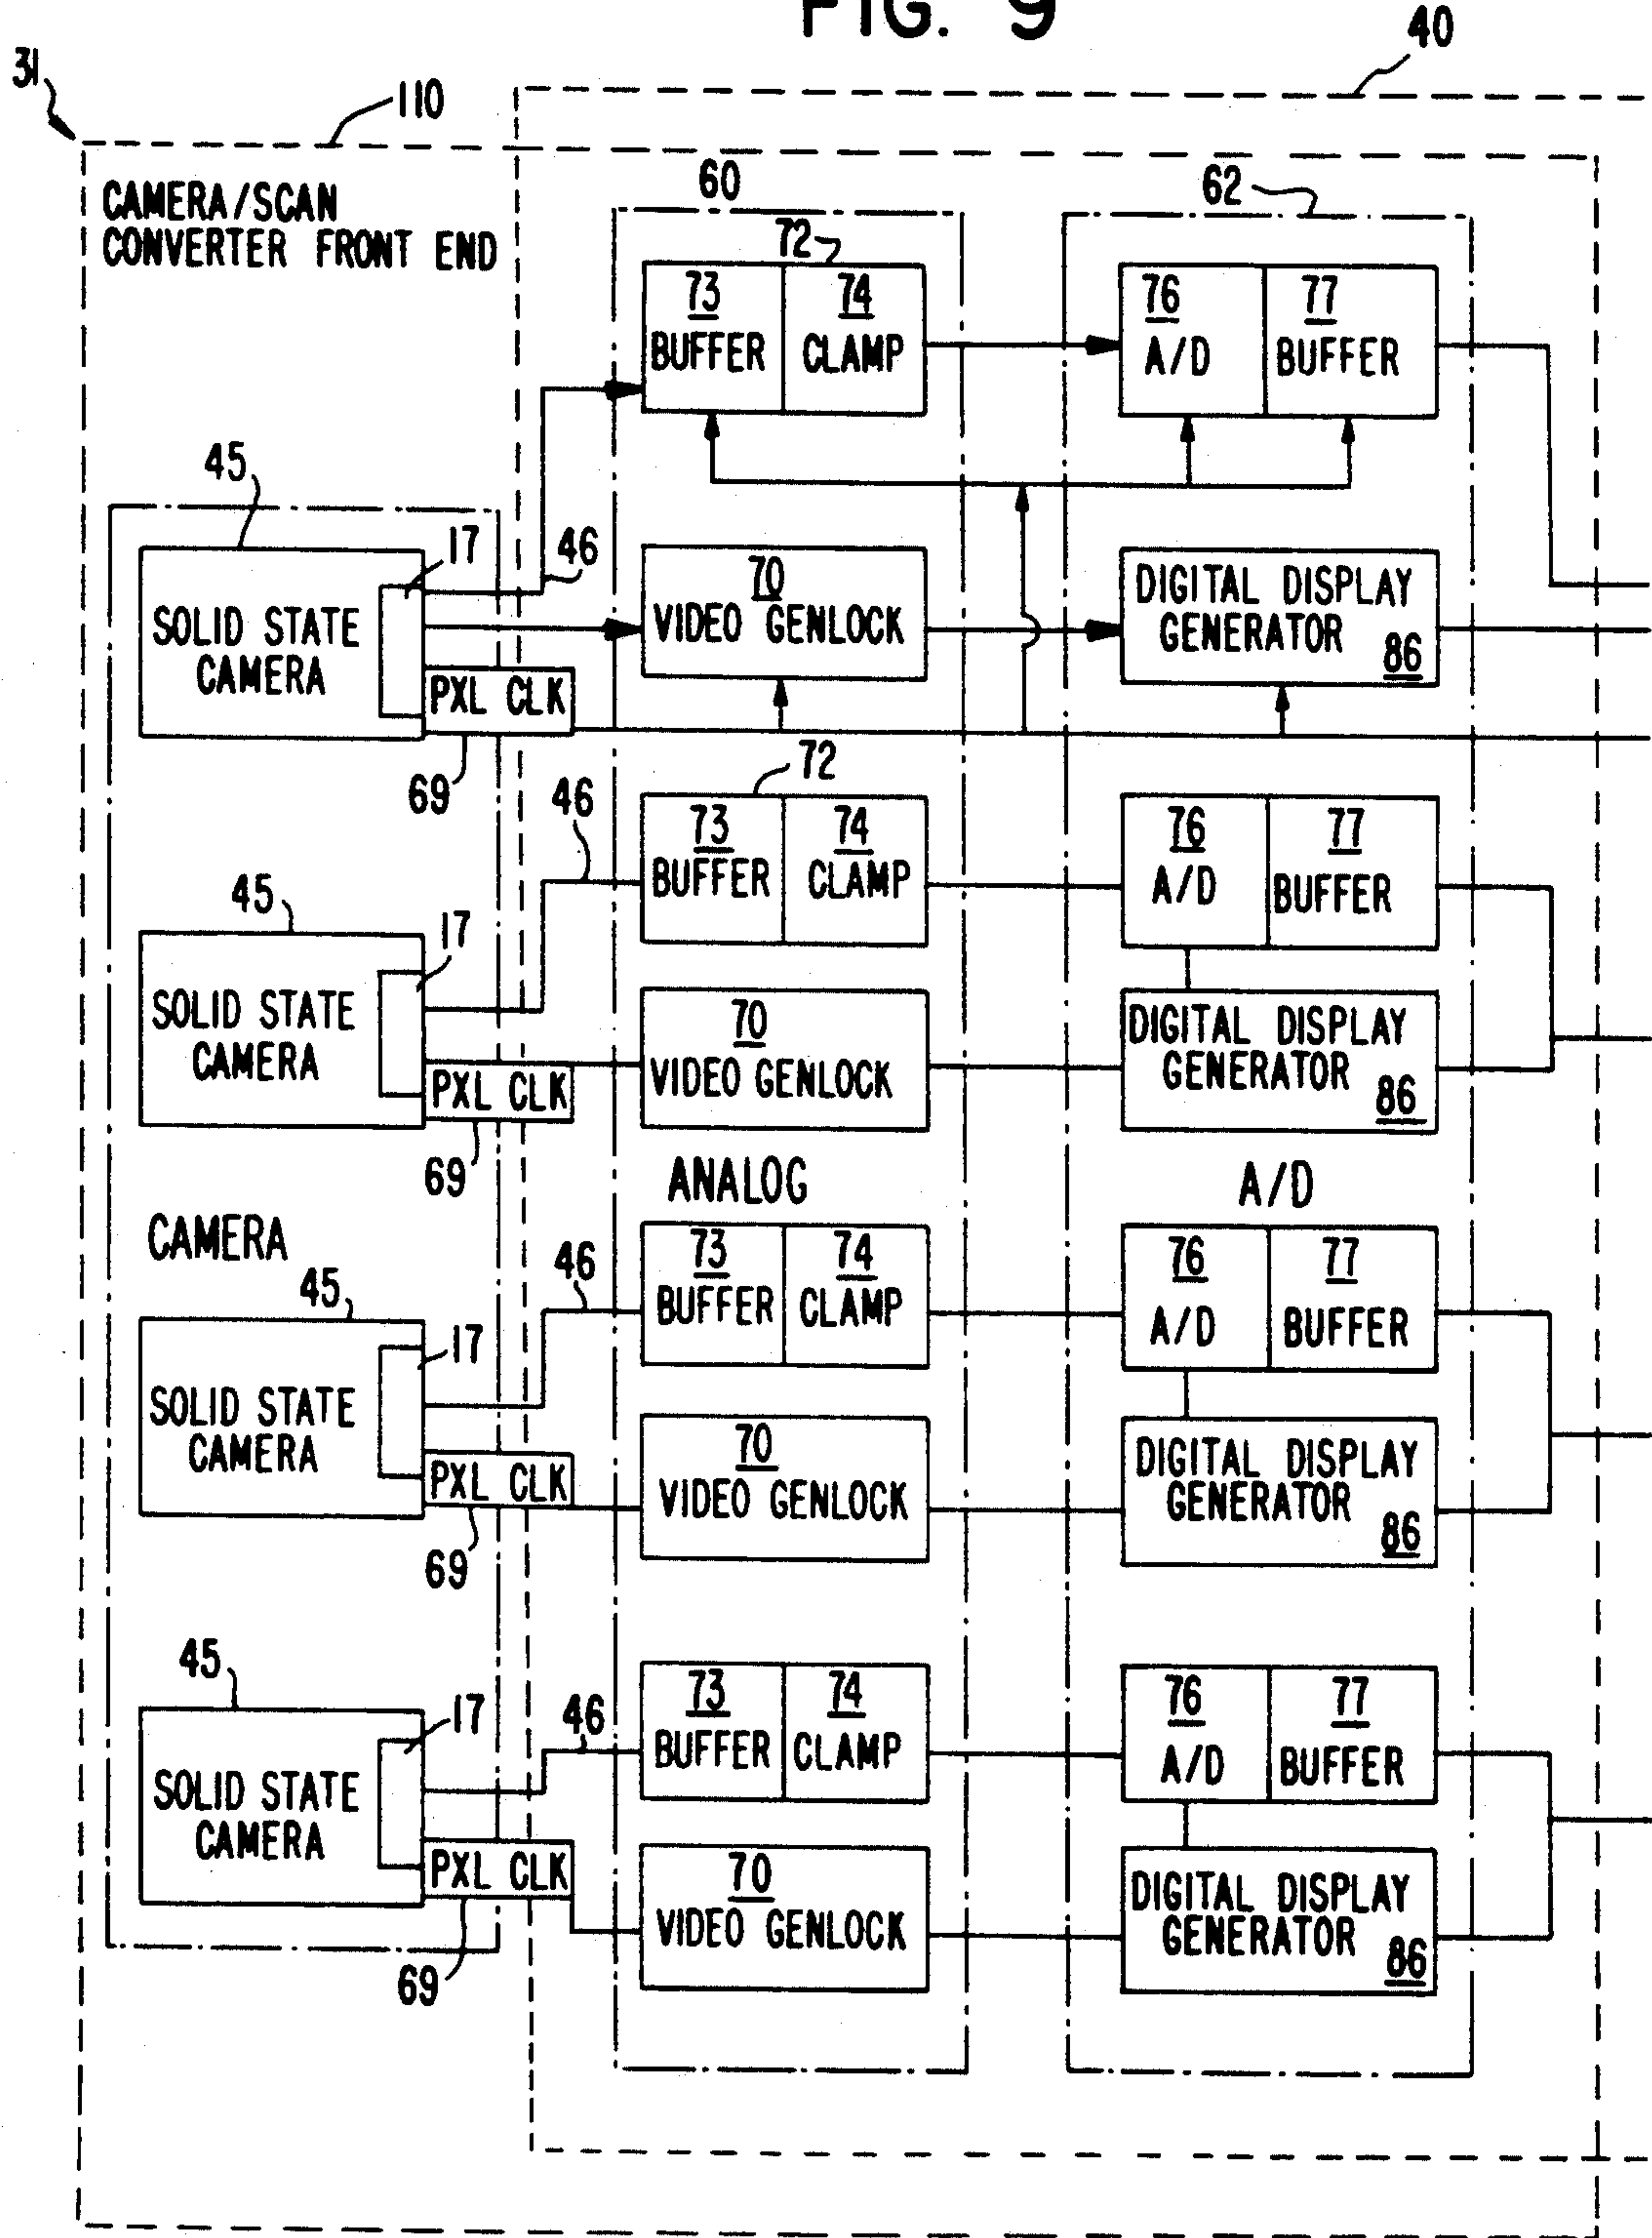 FIG. 9
31
110
40
CAMERA/SCAN
CONVERTER FRONT END
60
62
72
73
BUFFER
74
CLAMP
76
A/D
77
BUFFER
45
17
46
SOLID STATE
CAMERA
PXL CLK
69
70
VIDEO GENLOCK
DIGITAL DISPLAY
GENERATOR
86
72
46
73
BUFFER
74
CLAMP
76
A/D
77
BUFFER
45
17
SOLID STATE
CAMERA
PXL CLK
69
70
VIDEO GENLOCK
DIGITAL DISPLAY
GENERATOR
86
ANALOG
A/D
CAMERA
46
73
BUFFER
74
CLAMP
76
A/D
77
BUFFER
45
17
SOLID STATE
CAMERA
PXL CLK
69
70
VIDEO GENLOCK
DIGITAL DISPLAY
GENERATOR
86
45
17
46
73
BUFFER
74
CLAMP
76
A/D
77
BUFFER
SOLID STATE
CAMERA
PXL CLK
69
70
VIDEO GENLOCK
DIGITAL DISPLAY
GENERATOR
86